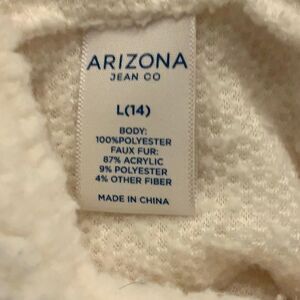 ARIZONA
JEAN CO
L(14)
BODY:
100%POLYESTER
FAUX FUR:
87% ACRYLIC
9% POLYESTER
4% OTHER FIBER
MADE IN CHINA